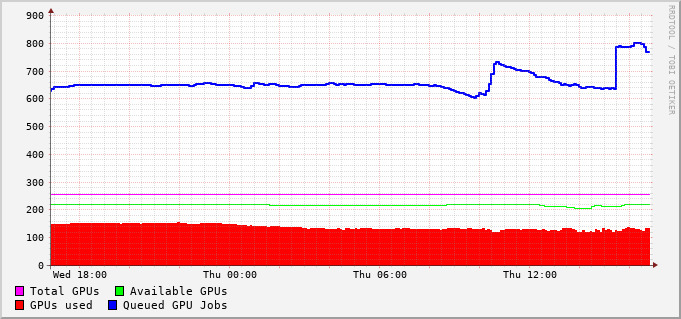 900
800
700
600
500
400
300
200
100
0
Wed 18:00 Thu 00:00 Thu 06:00 Thu 12:00
Total GPUs Available GPUs
GPUs used Queued GPU Jobs
RRDTOOL / TOBI OETIKER